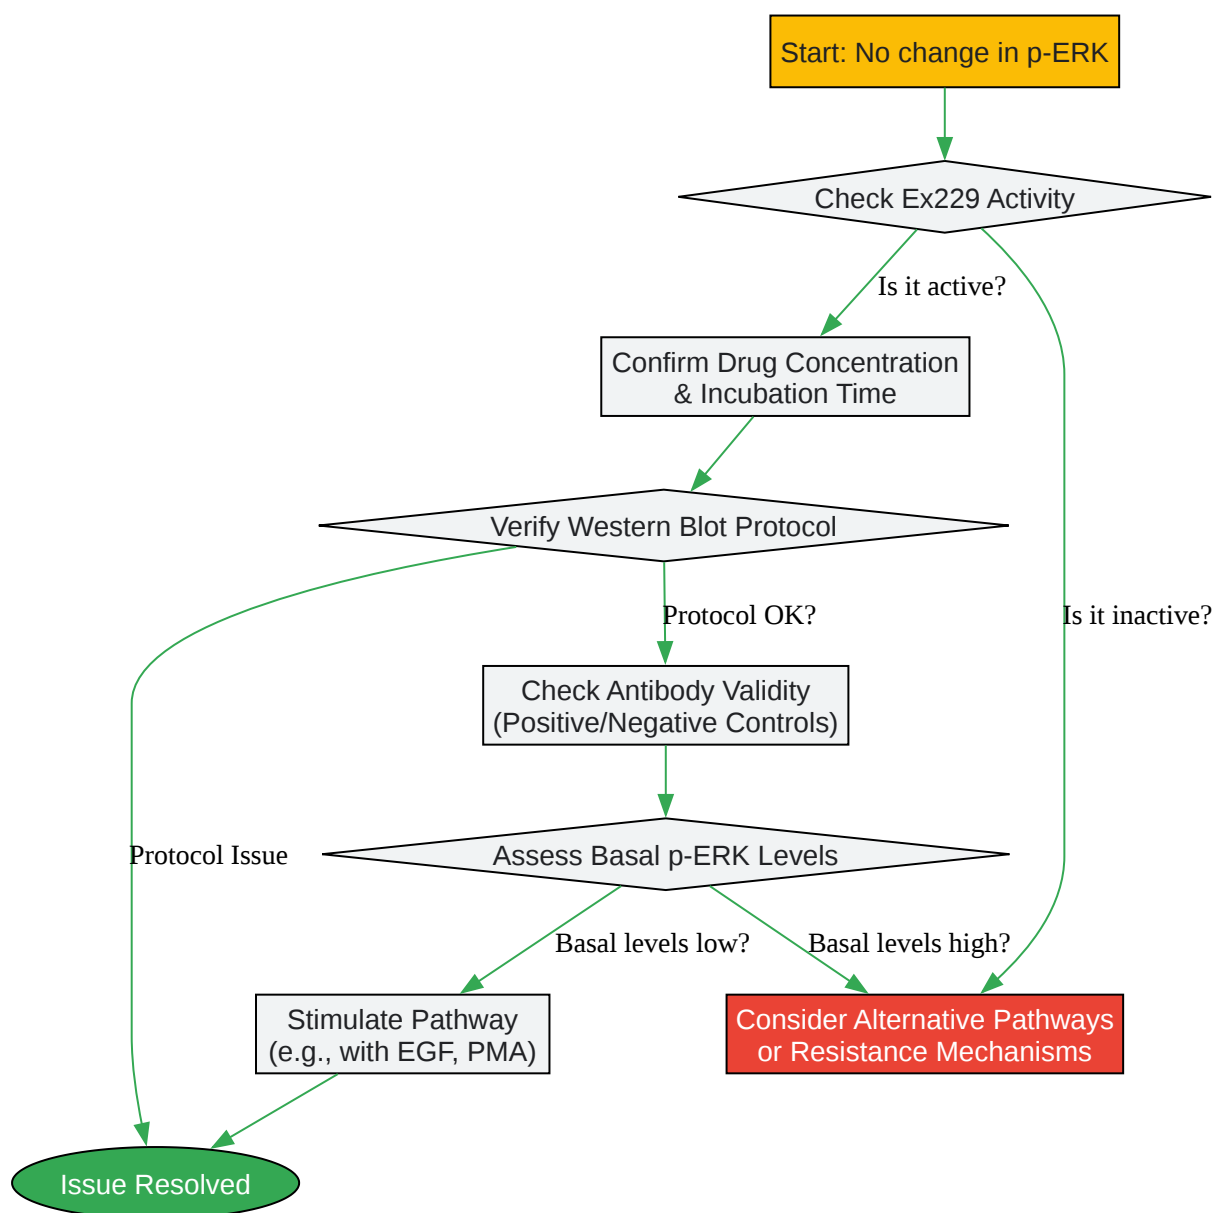 Start: No change in p-ERK
Check Ex229 Activity
Is it active?
Confirm Drug Concentration
& Incubation Time
Verify Western Blot Protocol
Protocol OK?
Is it inactive?
Check Antibody Validity
(Positive/Negative Controls)
Protocol Issue
Assess Basal p-ERK Levels
Basal levels low?
Basal levels high?
Stimulate Pathway
(e.g., with EGF, PMA)
Consider Alternative Pathways
or Resistance Mechanisms
Issue Resolved